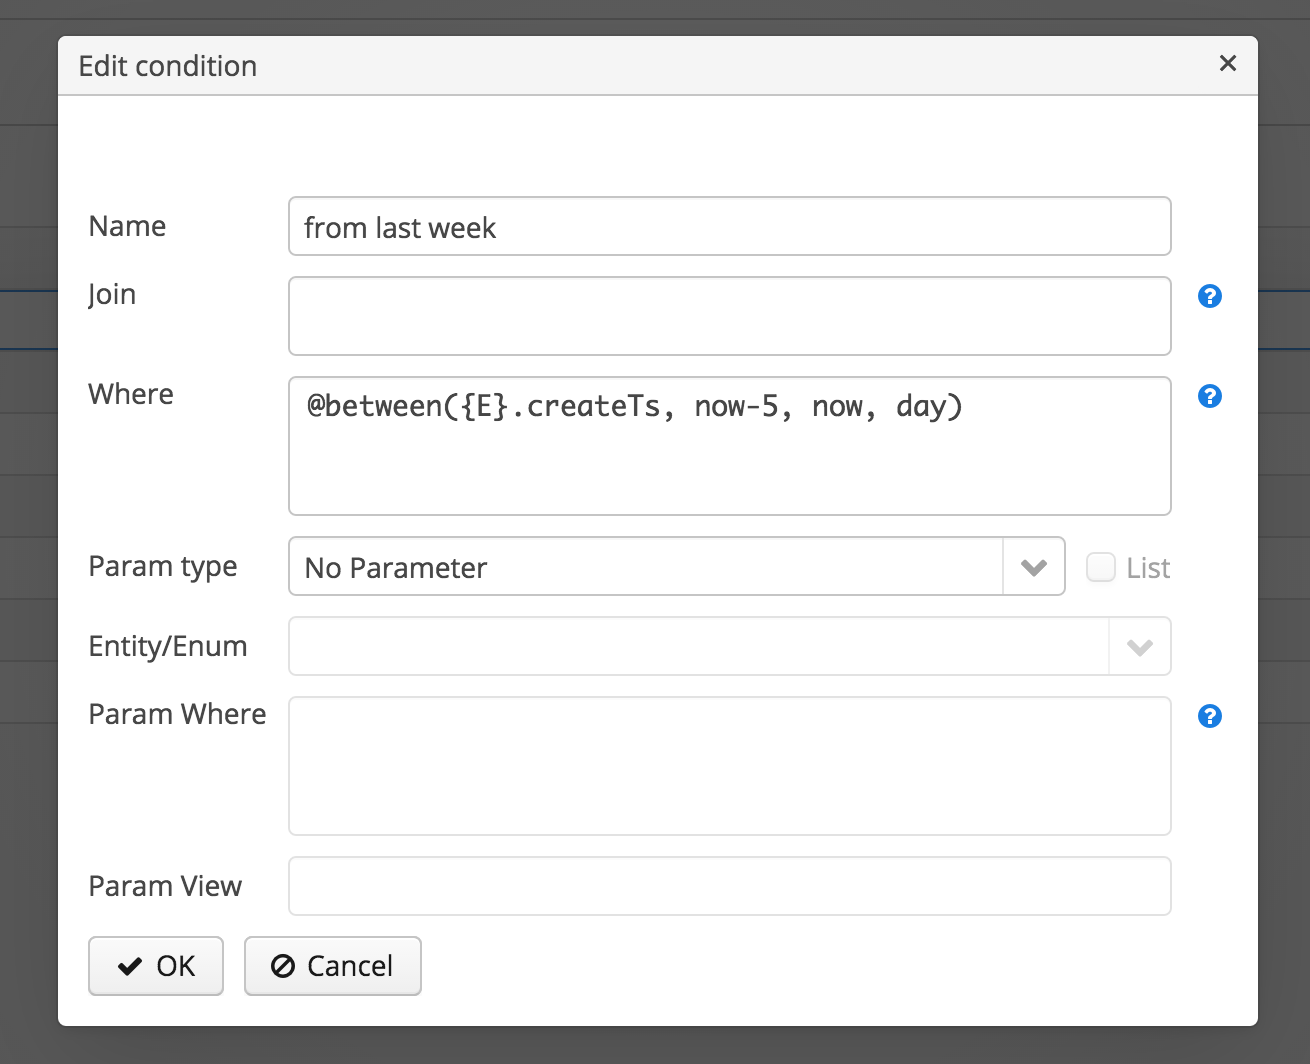 Edit condition
Name
from last week
Join
Where
@between({E}.createTs, now-5, now, day)
Param type
No Parameter
List
Entity/Enum
Param Where
Param View
OK
Cancel